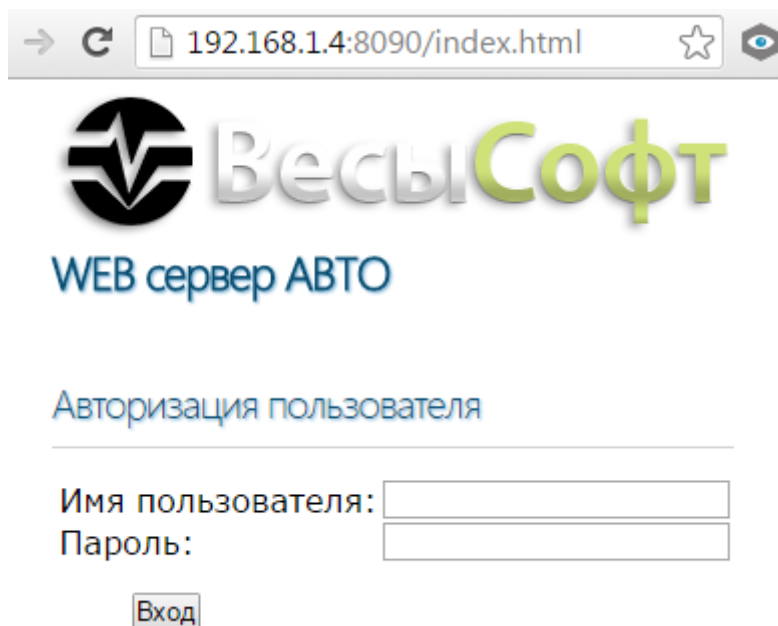 192.168.1.4:8090/index.html
ВесыСофт
WEB сервер АВТО
Авторизация пользователя
Имя пользователя:
Пароль:
Вход